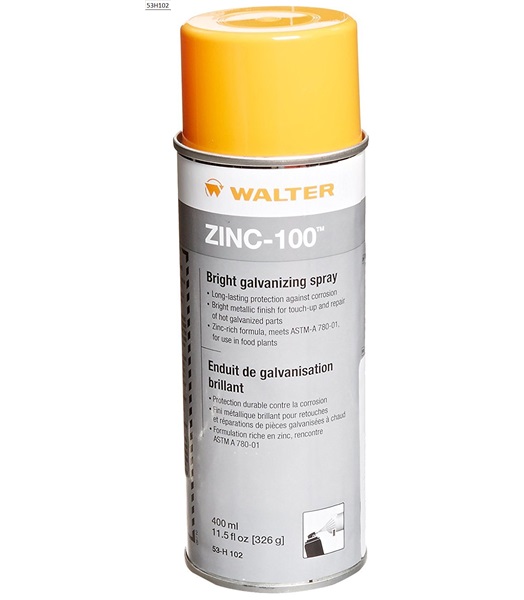 53H102
WALTER
ZINC-100™
Bright galvanizing spray
• Long-lasting protection against corrosion
• Bright metallic finish for touch-up and repair
of hot galvanized parts
• Zinc-rich formula, meets ASTM-A 780-01,
for use in food plants
Enduit de galvanisation
brillant
• Protection durable contre la corrosion
• Fini métallique brillant pour retouches
et réparations de pièces galvanisées à chaud
• Formulation riche en zinc, rencontre
ASTM A 780-01
400 ml
11.5 fl oz [326 g]
53-H 102